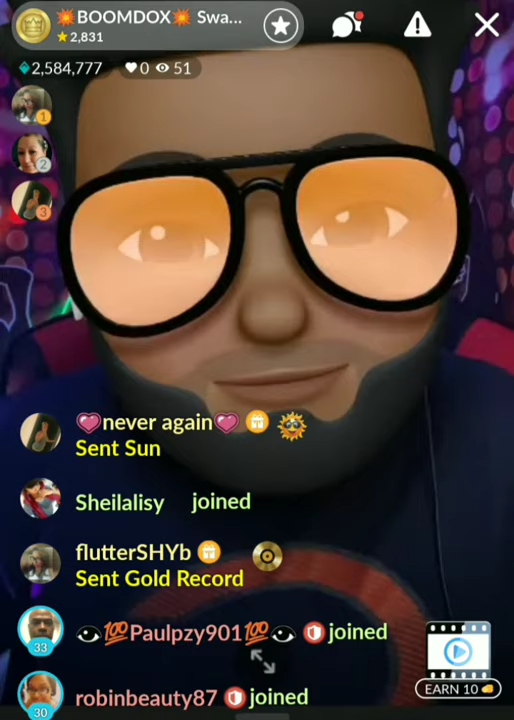 💥BOOMDOX💥 Swa...
2,831
2,584,777
0 51
1
2
3
💗never again💗
Sent Sun
Sheilalisy joined
flutterSHYb
Sent Gold Record
33
👁💯Paulpzy901💯👁 joined
30
robinbeauty87 joined
EARN 10